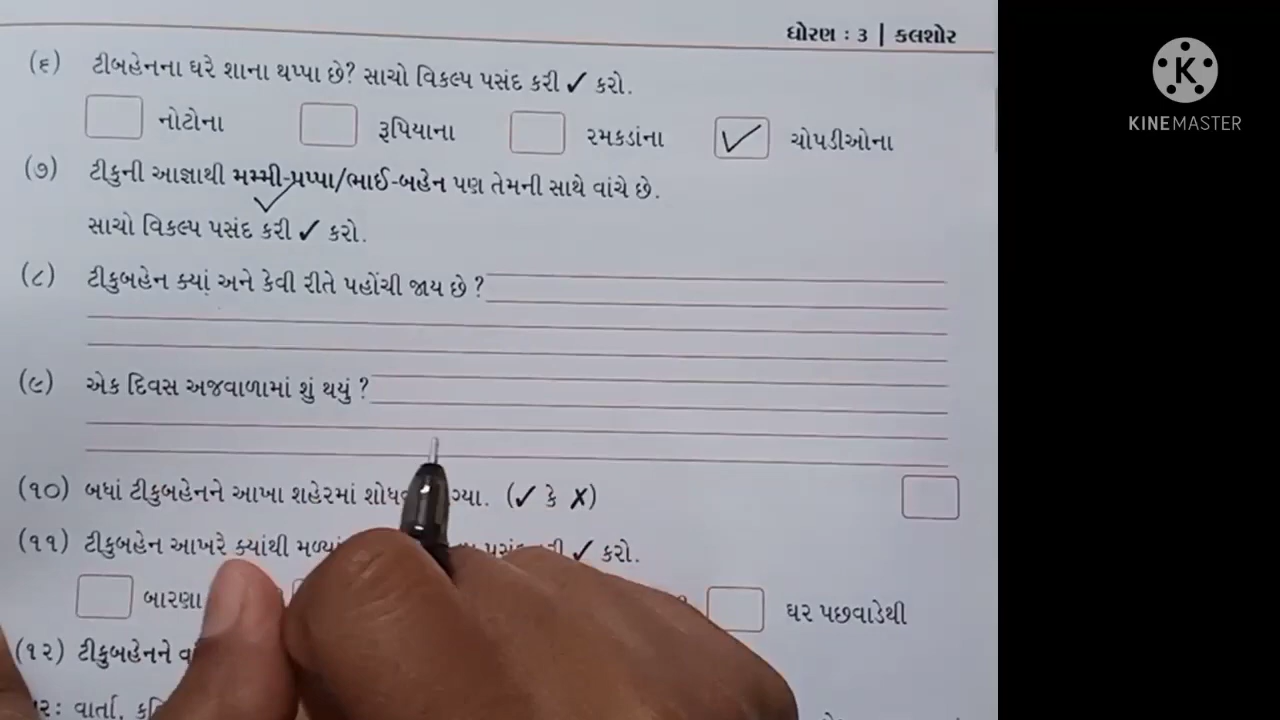 ધોરણ : ૩ | કલશોર
(૬) ટીબહેનના ઘરે શાના થપ્પા છે? સાચો વિકલ્પ પસંદ કરી ✓ કરો.
નોટોના રૂપિયાના રમકડાંના ✓ ચોપડીઓના
(૭) ટીકુની આજ્ઞાથી મમ્મી-પ્રપ્પા/ભાઈ-બહેન પણ તેમની સાથે વાંચે છે.
સાચો વિકલ્પ પસંદ કરી ✓ કરો.
(૮) ટીકુબહેન ક્યાં અને કેવી રીતે પહોંચી જાય છે ?
(૯) એક દિવસ અજવાળામાં શું થયું ?
(૧૦) બધાં ટીકુબહેનને આખા શહેરમાં (✓ કે ✗)
(૧૧) ટીકુબહેન આખરે ક્યાંથી ✓ કરો.
બારણા ઘર પછવાડેથી
(૧૨) ટીકુબહેનને
વાર્તા,
K
KINEMASTER